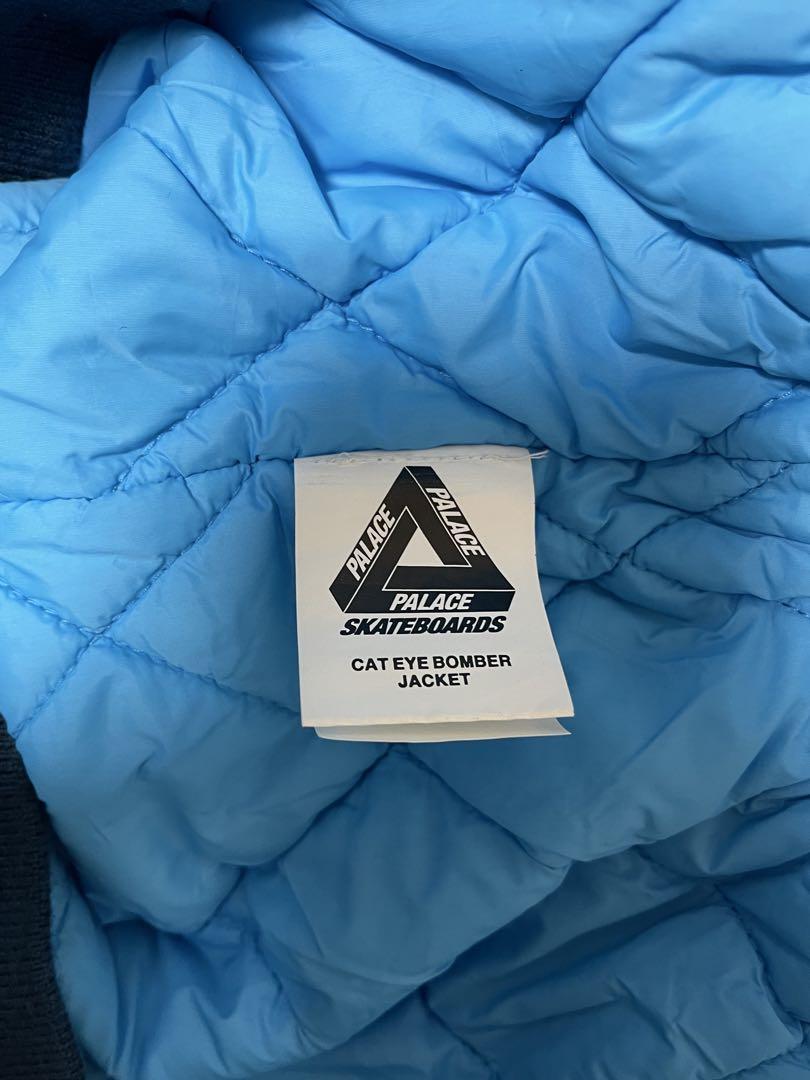 PALACE
PALACE
PALACE
SKATEBOARDS
CAT EYE BOMBER
JACKET